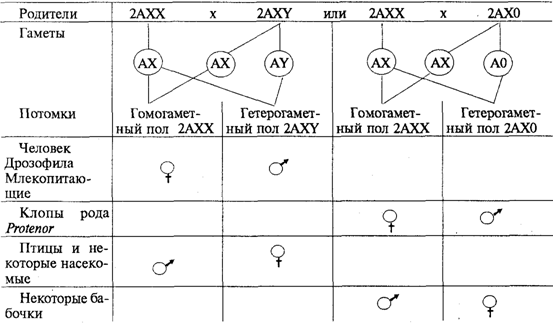 Родители 2AXX x 2AXY или 2AXX x 2AX0
Гаметы
AX AX AY AX AX A0
Потомки Гомогамет- Гетерогамет- Гомогамет- Гетерогамет-
ный пол 2AXX ный пол 2AXY ный пол 2AXX ный пол 2AX0
Человек
Дрозофила
Млекопитаю-
щие
Клопы рода
Protenor
Птицы и не-
которые насеко-
мые
Некоторые ба-
бочки